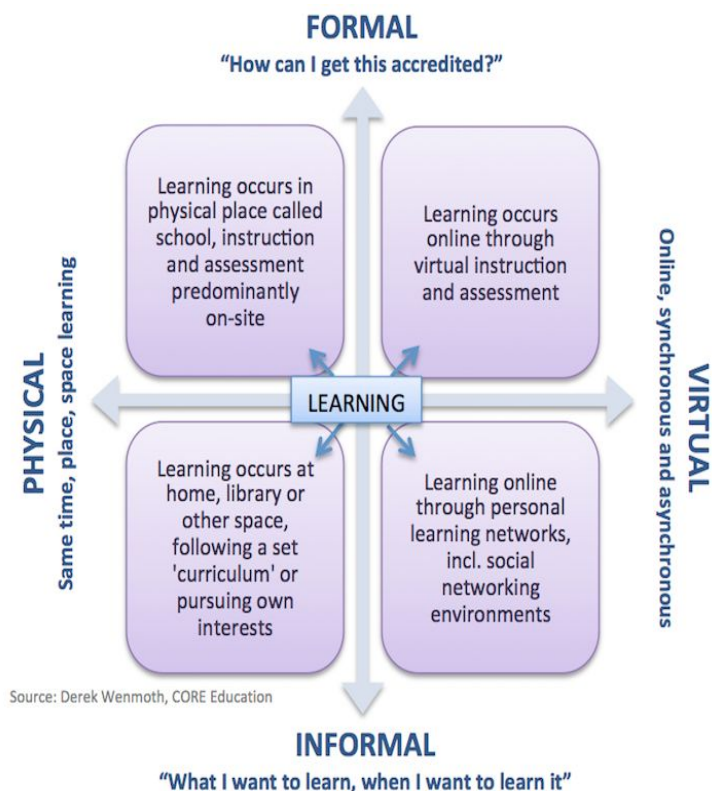 FORMAL
“How can I get this accredited?”
Learning occurs in
physical place called
school, instruction
and assessment
predominantly
on-site
Learning occurs
online through
virtual instruction
and assessment
PHYSICAL
Same time, place, space learning
LEARNING
VIRTUAL
Online, synchronous and asynchronous
Learning occurs at
home, library or
other space,
following a set
'curriculum' or
pursuing own
interests
Learning online
through personal
learning networks,
incl. social
networking
environments
Source: Derek Wenmoth, CORE Education
INFORMAL
“What I want to learn, when I want to learn it”